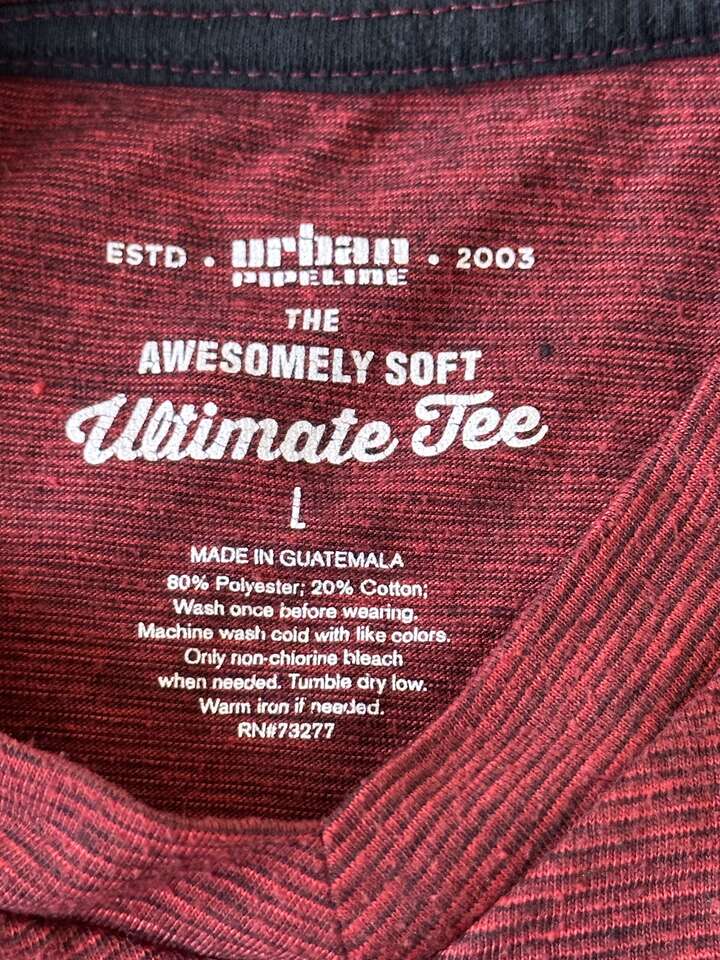 ESTD • urban • 2003
PIPELINE
THE
AWESOMELY SOFT
Ultimate Tee
L
MADE IN GUATEMALA
80% Polyester; 20% Cotton;
Wash once before wearing.
Machine wash cold with like colors.
Only non-chlorine bleach
when needed. Tumble dry low.
Warm iron if needed.
RN#73277